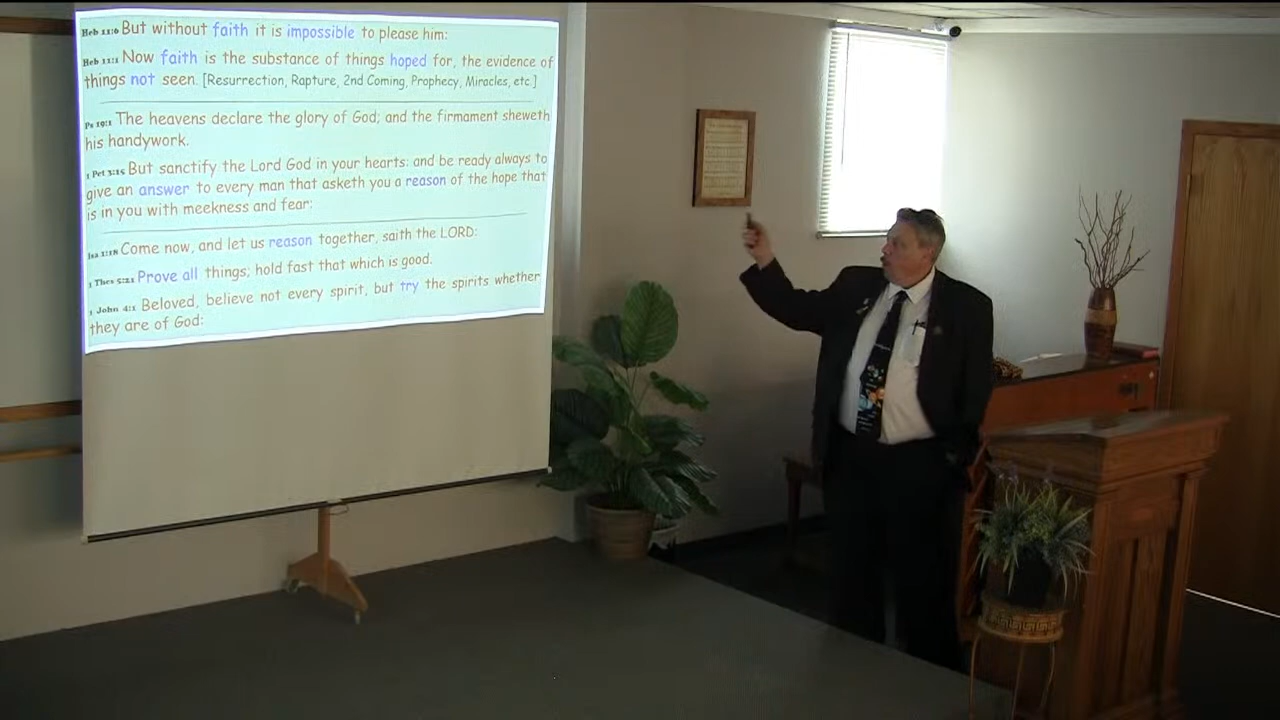 Heb 11:6 But without faith it is impossible to please him:
Heb 11:1 Now faith is the substance of things hoped for, the evidence of
things not seen. [Resurrection, Rapture, 2nd Coming, Prophecy, Miracles, etc.]
Ps 19:1 The heavens declare the glory of God; and the firmament sheweth
his handywork.
1 Pet 3:15 But sanctify the Lord God in your hearts: and be ready always to
give an answer to every man that asketh you a reason of the hope that
is in you with meekness and fear:
Isa 1:18 Come now, and let us reason together, saith the LORD:
1 Thes 5:21 Prove all things; hold fast that which is good.
1 John 4:1 Beloved, believe not every spirit, but try the spirits whether
they are of God: